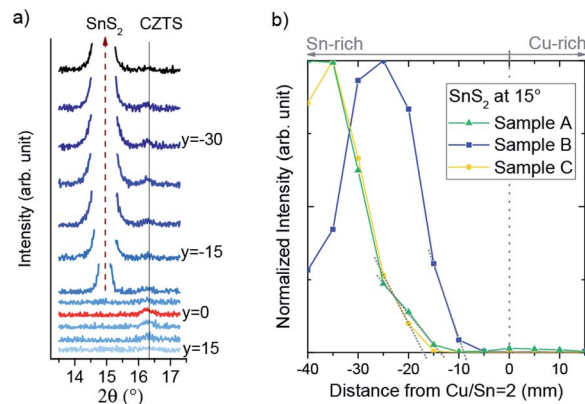 a)
SnS₂ CZTS
y=-30
y=-15
y=0
y=15
Intensity (arb. unit)
14 15 16 17
2θ (°)
b)
Sn-rich Cu-rich
SnS₂ at 15°
Sample A
Sample B
Sample C
Normalized Intensity (arb. unit)
-40 -30 -20 -10 0 10
Distance from Cu/Sn=2 (mm)